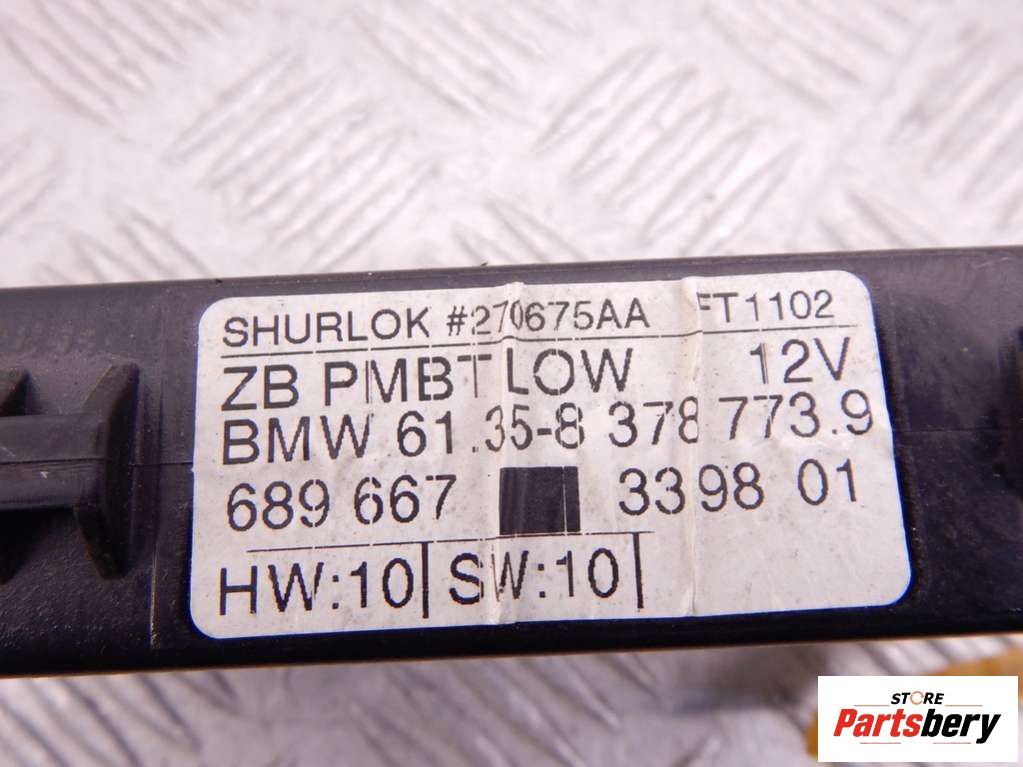 SHURLOK #270675AA FT1102
ZB PMBT LOW 12V
BMW 61.35-8 378 773.9
689 667 3398 01
HW:10 SW:10
STORE
Partsbery